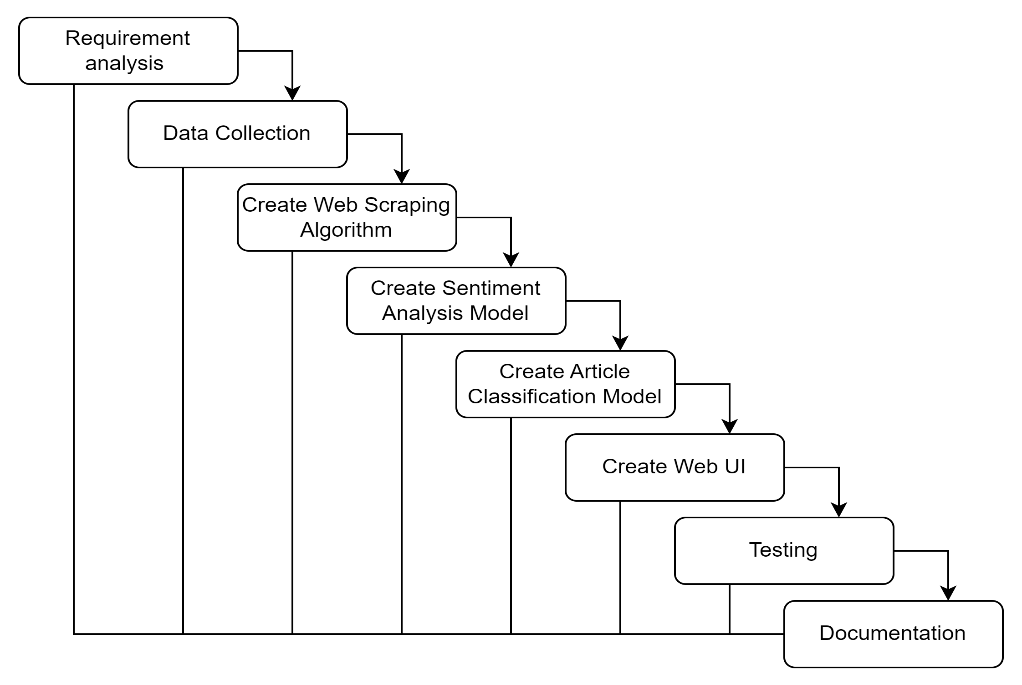 Requirement
analysis
Data Collection
Create Web Scraping
Algorithm
Create Sentiment
Analysis Model
Create Article
Classification Model
Create Web UI
Testing
Documentation